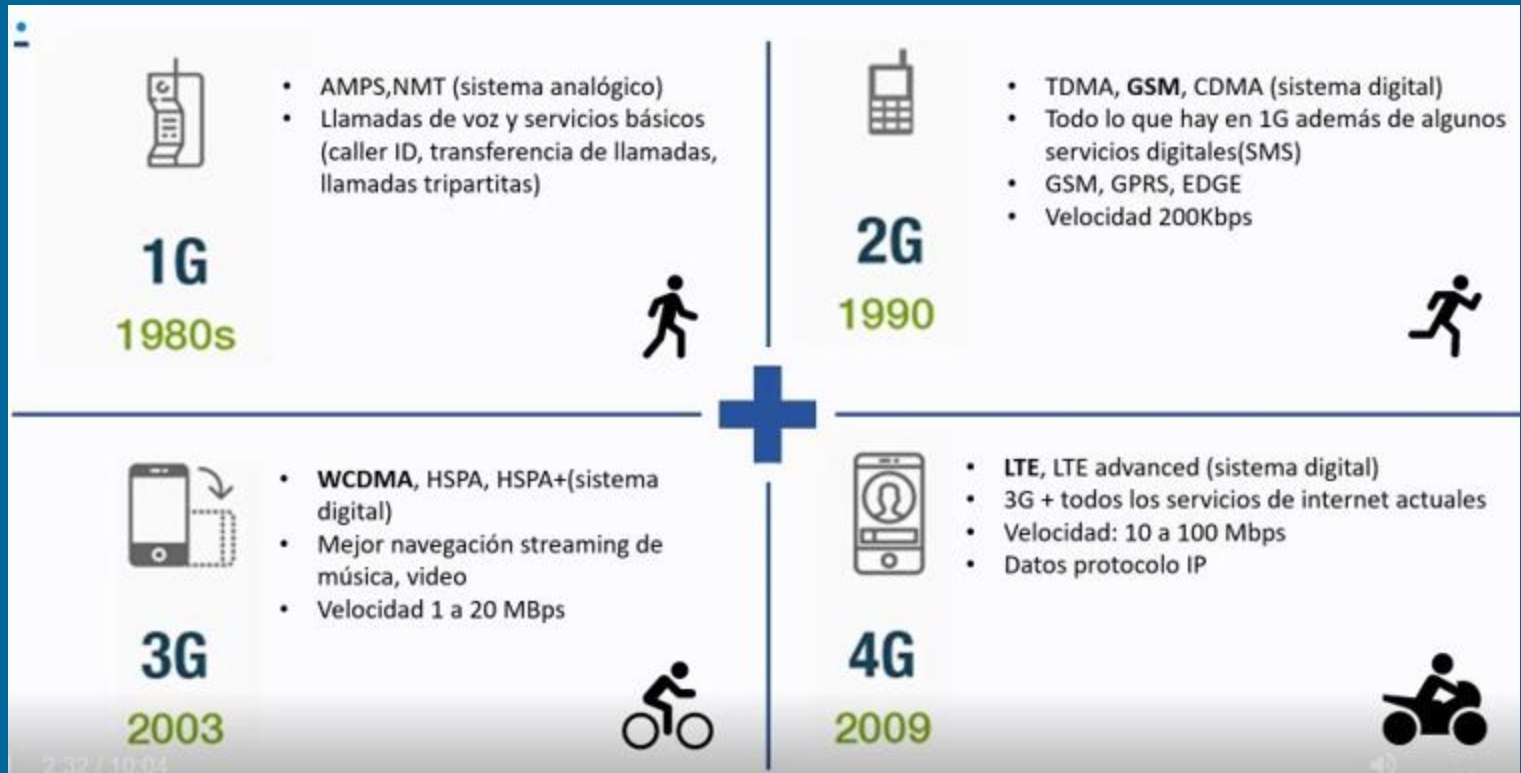 • AMPS,NMT (sistema analógico)
• Llamadas de voz y servicios básicos
(caller ID, transferencia de llamadas,
llamadas tripartitas)
1G
1980s
• TDMA, GSM, CDMA (sistema digital)
• Todo lo que hay en 1G además de algunos
servicios digitales(SMS)
• GSM, GPRS, EDGE
• Velocidad 200Kbps
2G
1990
• WCDMA, HSPA, HSPA+(sistema
digital)
• Mejor navegación streaming de
música, video
• Velocidad 1 a 20 MBps
3G
2003
• LTE, LTE advanced (sistema digital)
• 3G + todos los servicios de internet actuales
• Velocidad: 10 a 100 Mbps
• Datos protocolo IP
4G
2009
2:32 / 10:04